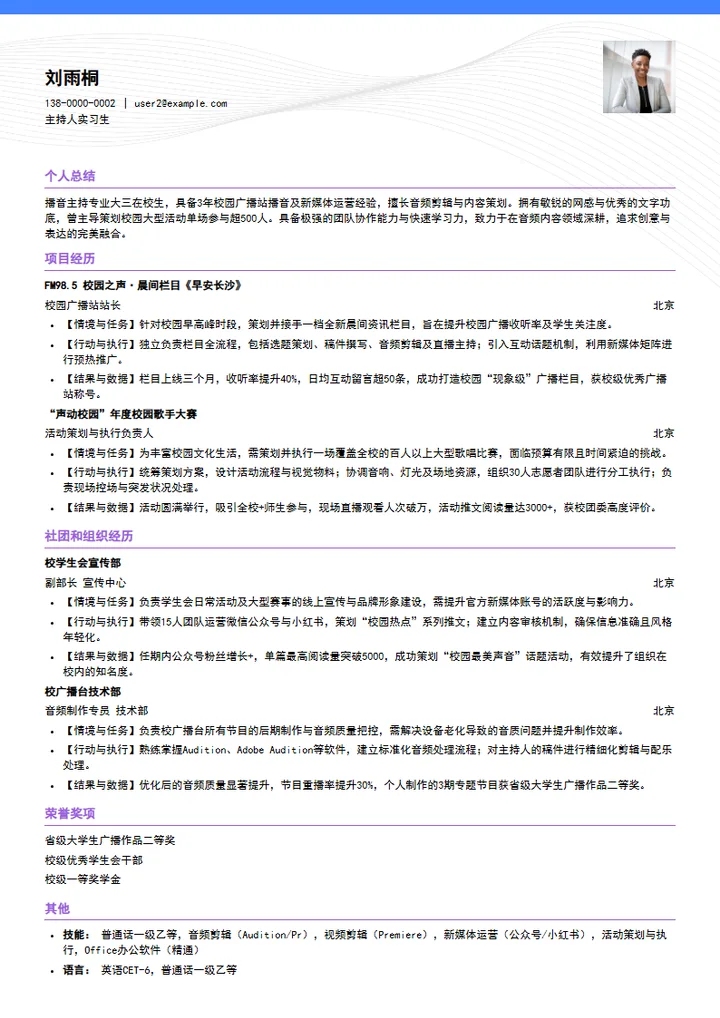 刘雨桐
138-0000-0002 | user2@example.com
主持人实习生
个人总结
播音主持专业大三在校生，具备3年校园广播站播音及新媒体运营经验，擅长音频剪辑与内容策划。拥有敏锐的网感与优秀的文字功
底，曾主导策划校园大型活动单场参与超500人。具备极强的团队协作能力与快速学习力，致力于在音频内容领域深耕，追求创意与
表达的完美融合。
项目经历
FM98.5 校园之声·晨间栏目《早安长沙》
校园广播站站长 北京
• 【情境与任务】针对校园早高峰时段，策划并接手一档全新晨间资讯栏目，旨在提升校园广播收听率及学生关注度。
• 【行动与执行】独立负责栏目全流程，包括选题策划、稿件撰写、音频剪辑及直播主持；引入互动话题机制，利用新媒体矩阵进
行预热推广。
• 【结果与数据】栏目上线三个月，收听率提升40%，日均互动留言超50条，成功打造校园“现象级”广播栏目，获校级优秀广播
站称号。
“声动校园”年度校园歌手大赛
活动策划与执行负责人 北京
• 【情境与任务】为丰富校园文化生活，需策划并执行一场覆盖全校的百人以上大型歌唱比赛，面临预算有限且时间紧迫的挑战。
• 【行动与执行】统筹策划方案，设计活动流程与视觉物料；协调音响、灯光及场地资源，组织30人志愿者团队进行分工执行；负
责现场控场与突发状况处理。
• 【结果与数据】活动圆满举行，吸引全校+师生参与，现场直播观看人次破万，活动推文阅读量达3000+，获校团委高度评价。
社团和组织经历
校学生会宣传部
副部长 宣传中心 北京
• 【情境与任务】负责学生会日常活动及大型赛事的线上宣传与品牌形象建设，需提升官方新媒体账号的活跃度与影响力。
• 【行动与执行】带领15人团队运营微信公众号与小红书，策划“校园热点”系列推文；建立内容审核机制，确保信息准确且风格
年轻化。
• 【结果与数据】任期内公众号粉丝增长+，单篇最高阅读量突破5000，成功策划“校园最美声音”话题活动，有效提升了组织在
校内的知名度。
校广播台技术部
音频制作专员 技术部 北京
• 【情境与任务】负责校广播台所有节目的后期制作与音频质量把控，需解决设备老化导致的音质问题并提升制作效率。
• 【行动与执行】熟练掌握Audition、Adobe Audition等软件，建立标准化音频处理流程；对主持人的稿件进行精细化剪辑与配乐
处理。
• 【结果与数据】优化后的音频质量显著提升，节目重播率提升30%，个人制作的3期专题节目获省级大学生广播作品二等奖。
荣誉奖项
省级大学生广播作品二等奖
校级优秀学生会干部
校级一等奖学金
其他
• 技能： 普通话一级乙等，音频剪辑（Audition/Pr），视频剪辑（Premiere），新媒体运营（公众号/小红书），活动策划与执
行，Office办公软件（精通）
• 语言： 英语CET-6，普通话一级乙等